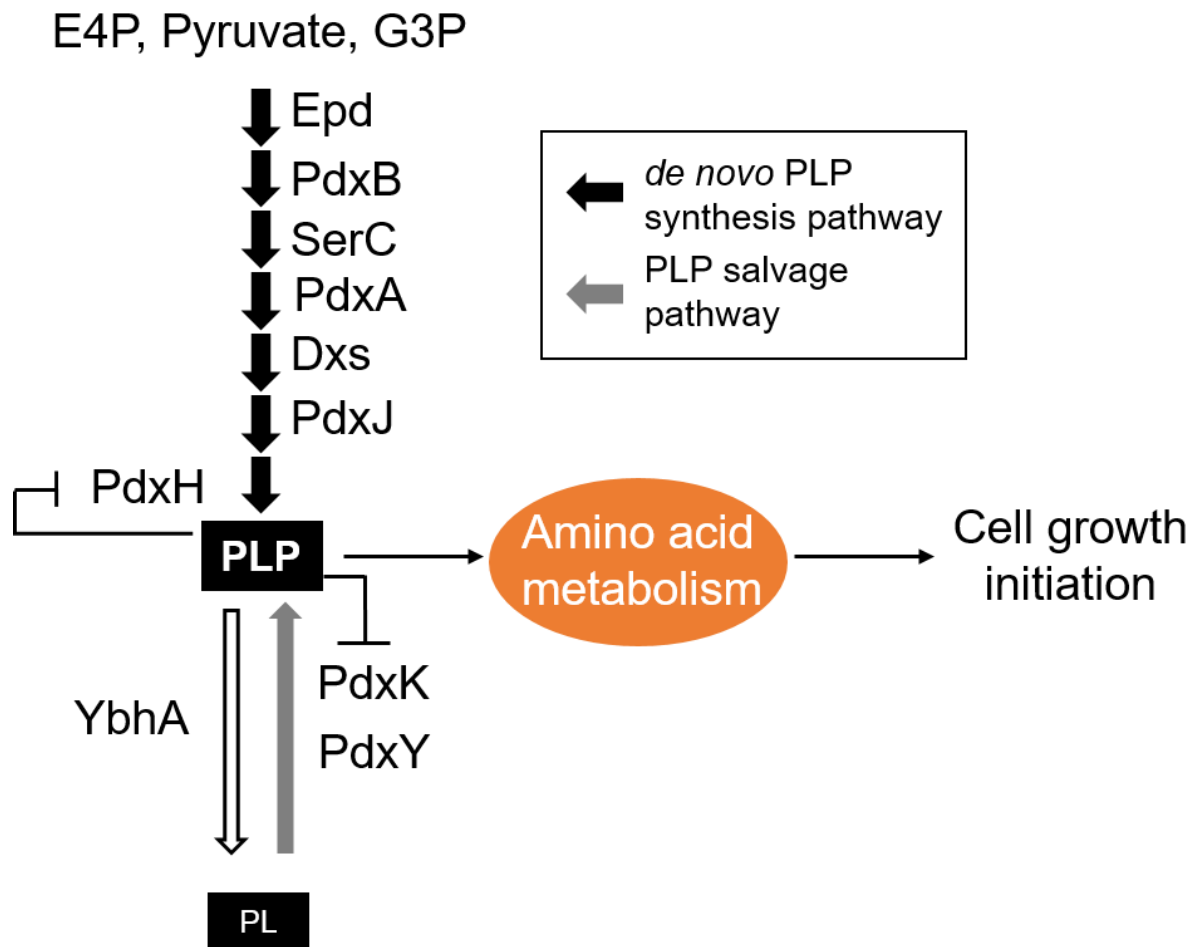 E4P, Pyruvate, G3P
Epd
PdxB
SerC
PdxA
Dxs
PdxJ
PdxH
de novo PLP
synthesis pathway
PLP salvage
pathway
PLP
Amino acid
metabolism
Cell growth
initiation
YbhA
PdxK
PdxY
PL